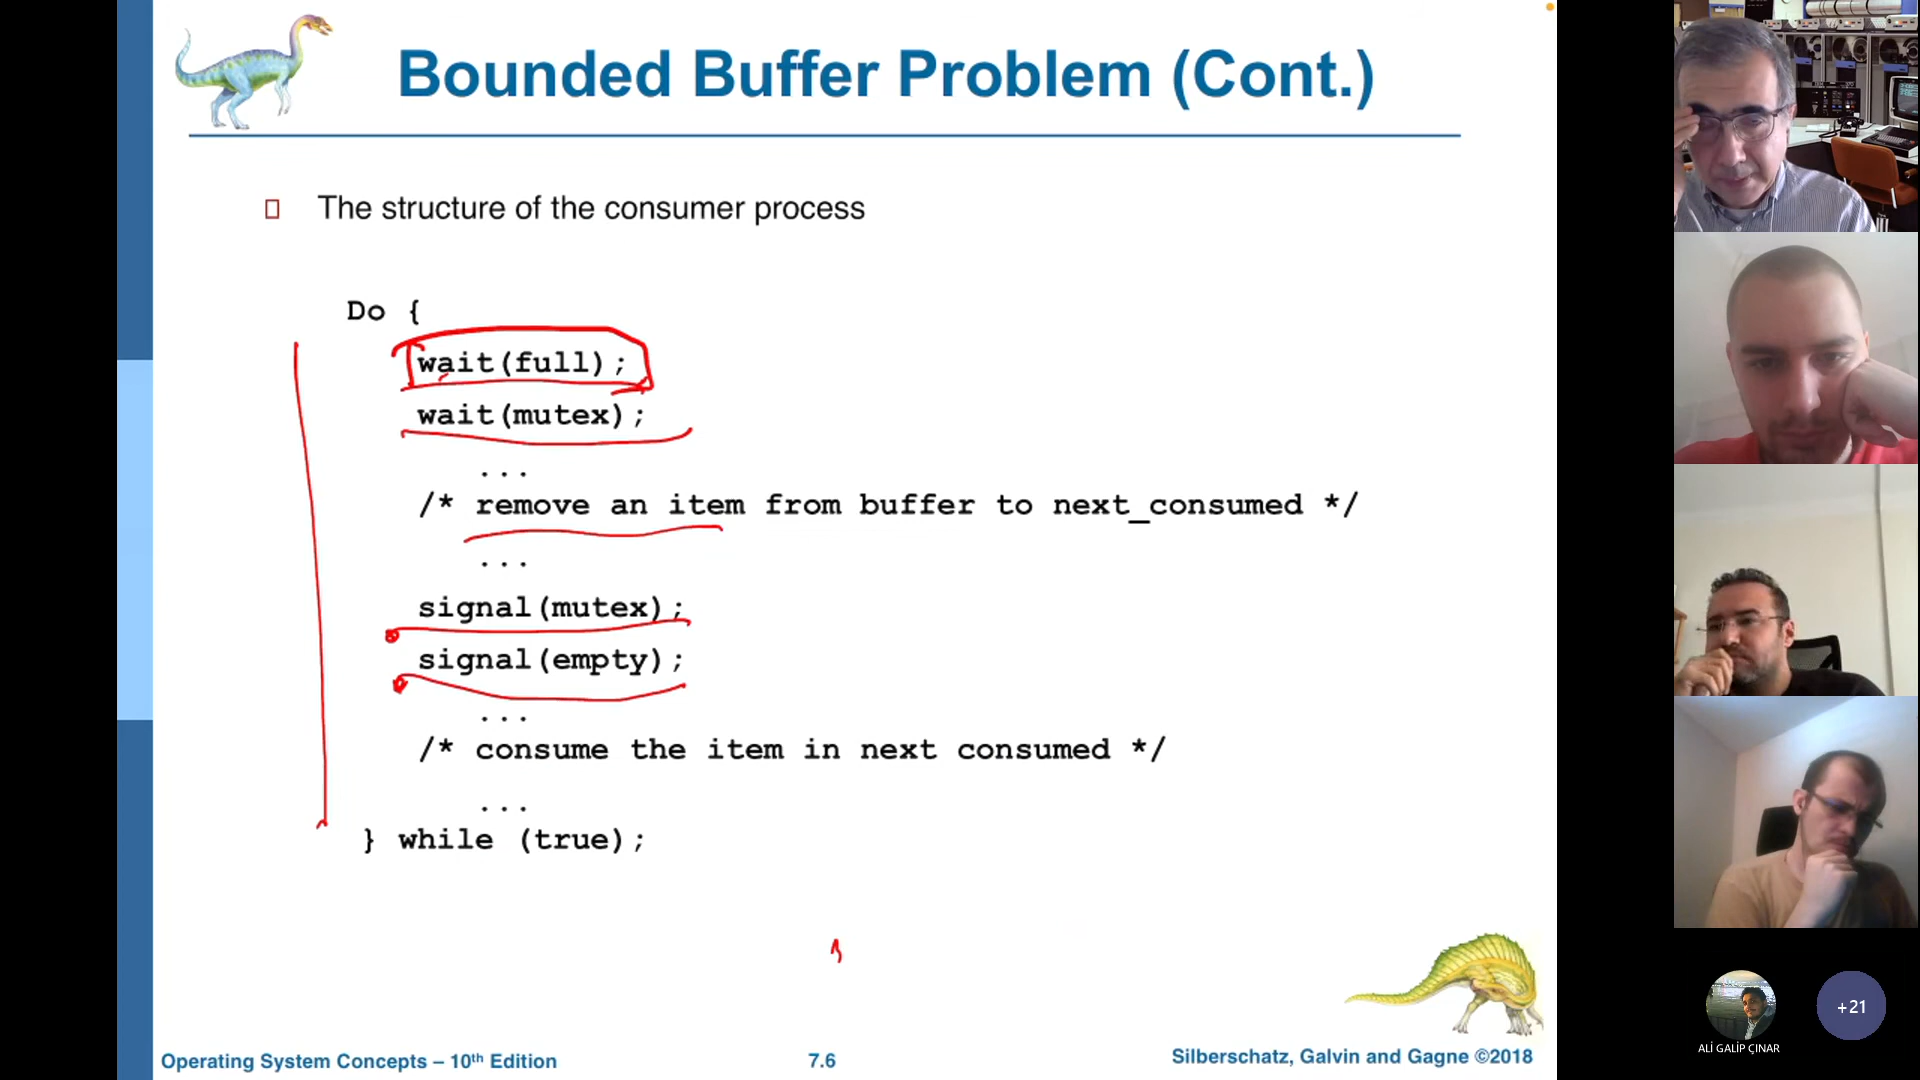 Bounded Buffer Problem (Cont.)
The structure of the consumer process
Do {
wait(full);
wait(mutex);
...
/* remove an item from buffer to next_consumed */
...
signal(mutex);
signal(empty);
...
/* consume the item in next consumed */
...
} while (true);
Operating System Concepts – 10th Edition
7.6
Silberschatz, Galvin and Gagne ©2018
+21
ALİ GALİP ÇINAR